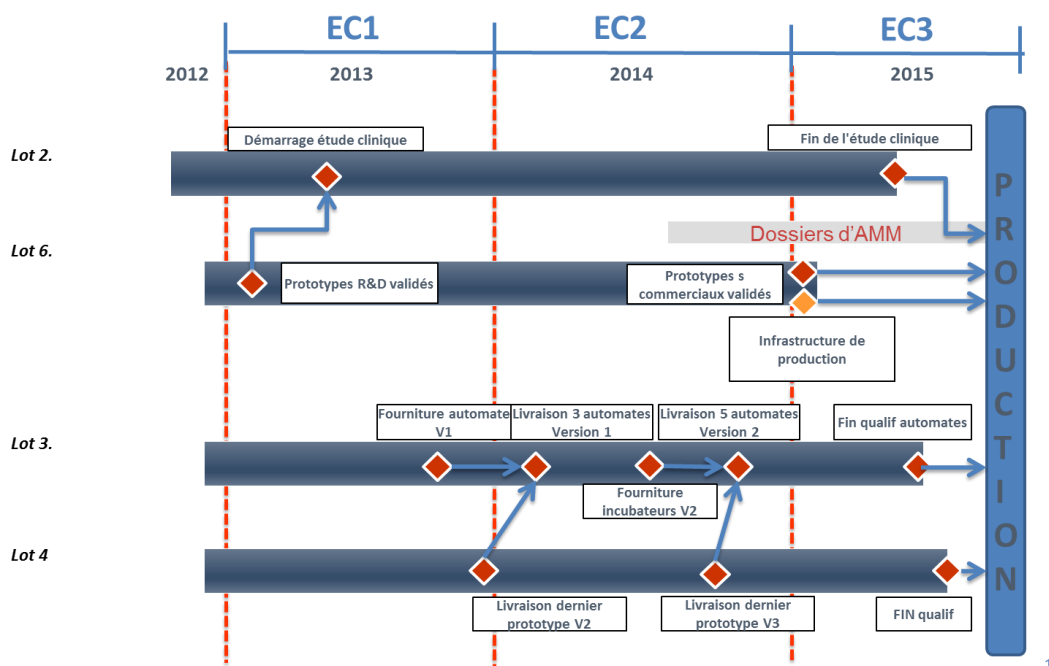 EC1
EC2
EC3
2012
2013
2014
2015
Lot 2.
Démarrage étude clinique
Fin de l'étude clinique
Dossiers d'AMM
Lot 6.
Prototypes R&D validés
Prototypes s
commerciaux validés
Infrastructure de
production
Lot 3.
Fourniture automate
V1
Livraison 3 automates
Version 1
Livraison 5 automates
Version 2
Fin qualif automates
Fourniture
incubateurs V2
Lot 4
Livraison dernier
prototype V2
Livraison dernier
prototype V3
FIN qualif
PRODUCTION
1